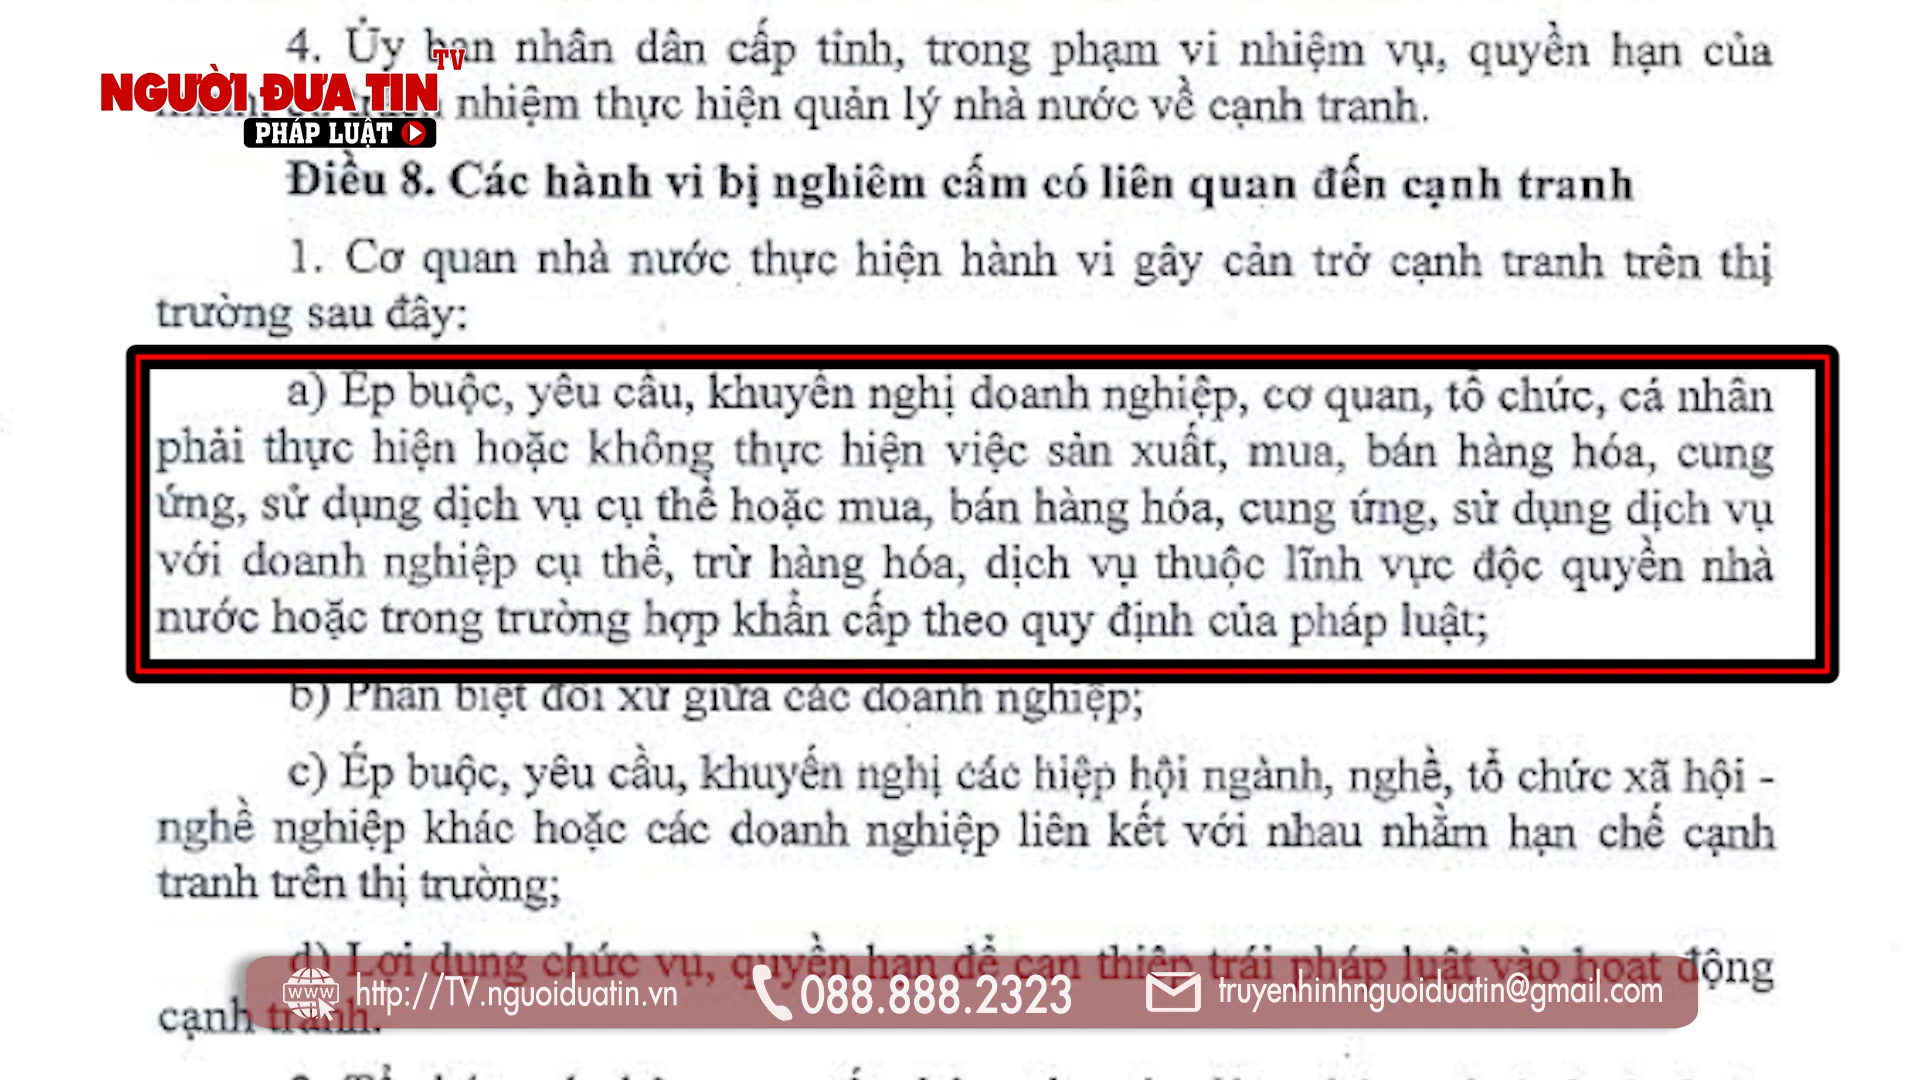 4. Ủy ban nhân dân cấp tỉnh, trong phạm vi nhiệm vụ, quyền hạn của
TV
NGƯỜI ĐƯA TIN
nhiệm thực hiện quản lý nhà nước về cạnh tranh.
PHÁP LUẬT
Điều 8. Các hành vi bị nghiêm cấm có liên quan đến cạnh tranh
1. Cơ quan nhà nước thực hiện hành vi gây cản trở cạnh tranh trên thị
trường sau đây:
a) Ép buộc, yêu cầu, khuyến nghị doanh nghiệp, cơ quan, tổ chức, cá nhân
phải thực hiện hoặc không thực hiện việc sản xuất, mua, bán hàng hóa, cung
ứng, sử dụng dịch vụ cụ thể hoặc mua, bán hàng hóa, cung ứng, sử dụng dịch vụ
với doanh nghiệp cụ thể, trừ hàng hóa, dịch vụ thuộc lĩnh vực độc quyền nhà
nước hoặc trong trường hợp khẩn cấp theo quy định của pháp luật;
b) Phân biệt đối xử giữa các doanh nghiệp;
c) Ép buộc, yêu cầu, khuyến nghị các hiệp hội ngành, nghề, tổ chức xã hội -
nghề nghiệp khác hoặc các doanh nghiệp liên kết với nhau nhằm hạn chế cạnh
tranh trên thị trường;
d) Lợi dụng chức vụ, quyền hạn để can thiệp trái pháp luật vào hoạt động
www http://TV.nguoiduatin.vn 088.888.2323 truyenhinhnguoiduatin@gmail.com
cạnh tranh.